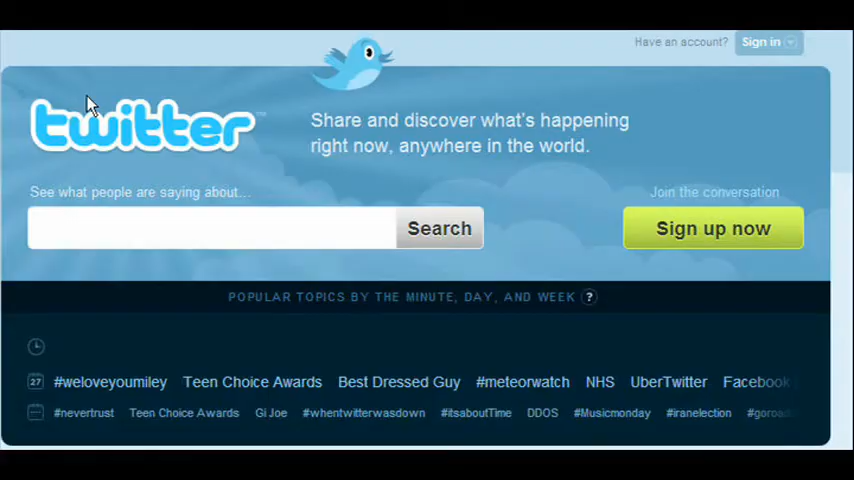 Have an account? Sign in
twitter
Share and discover what's happening
right now, anywhere in the world.
See what people are saying about...
Join the conversation
Search
Sign up now
POPULAR TOPICS BY THE MINUTE, DAY, AND WEEK ?
27 #weloveyoumiley Teen Choice Awards Best Dressed Guy #meteorwatch NHS UberTwitter Facebook
#nevertrust Teen Choice Awards Gi Joe #whentwitterwasdown #itsaboutTime DDOS #Musicmonday #iranelection #goroad